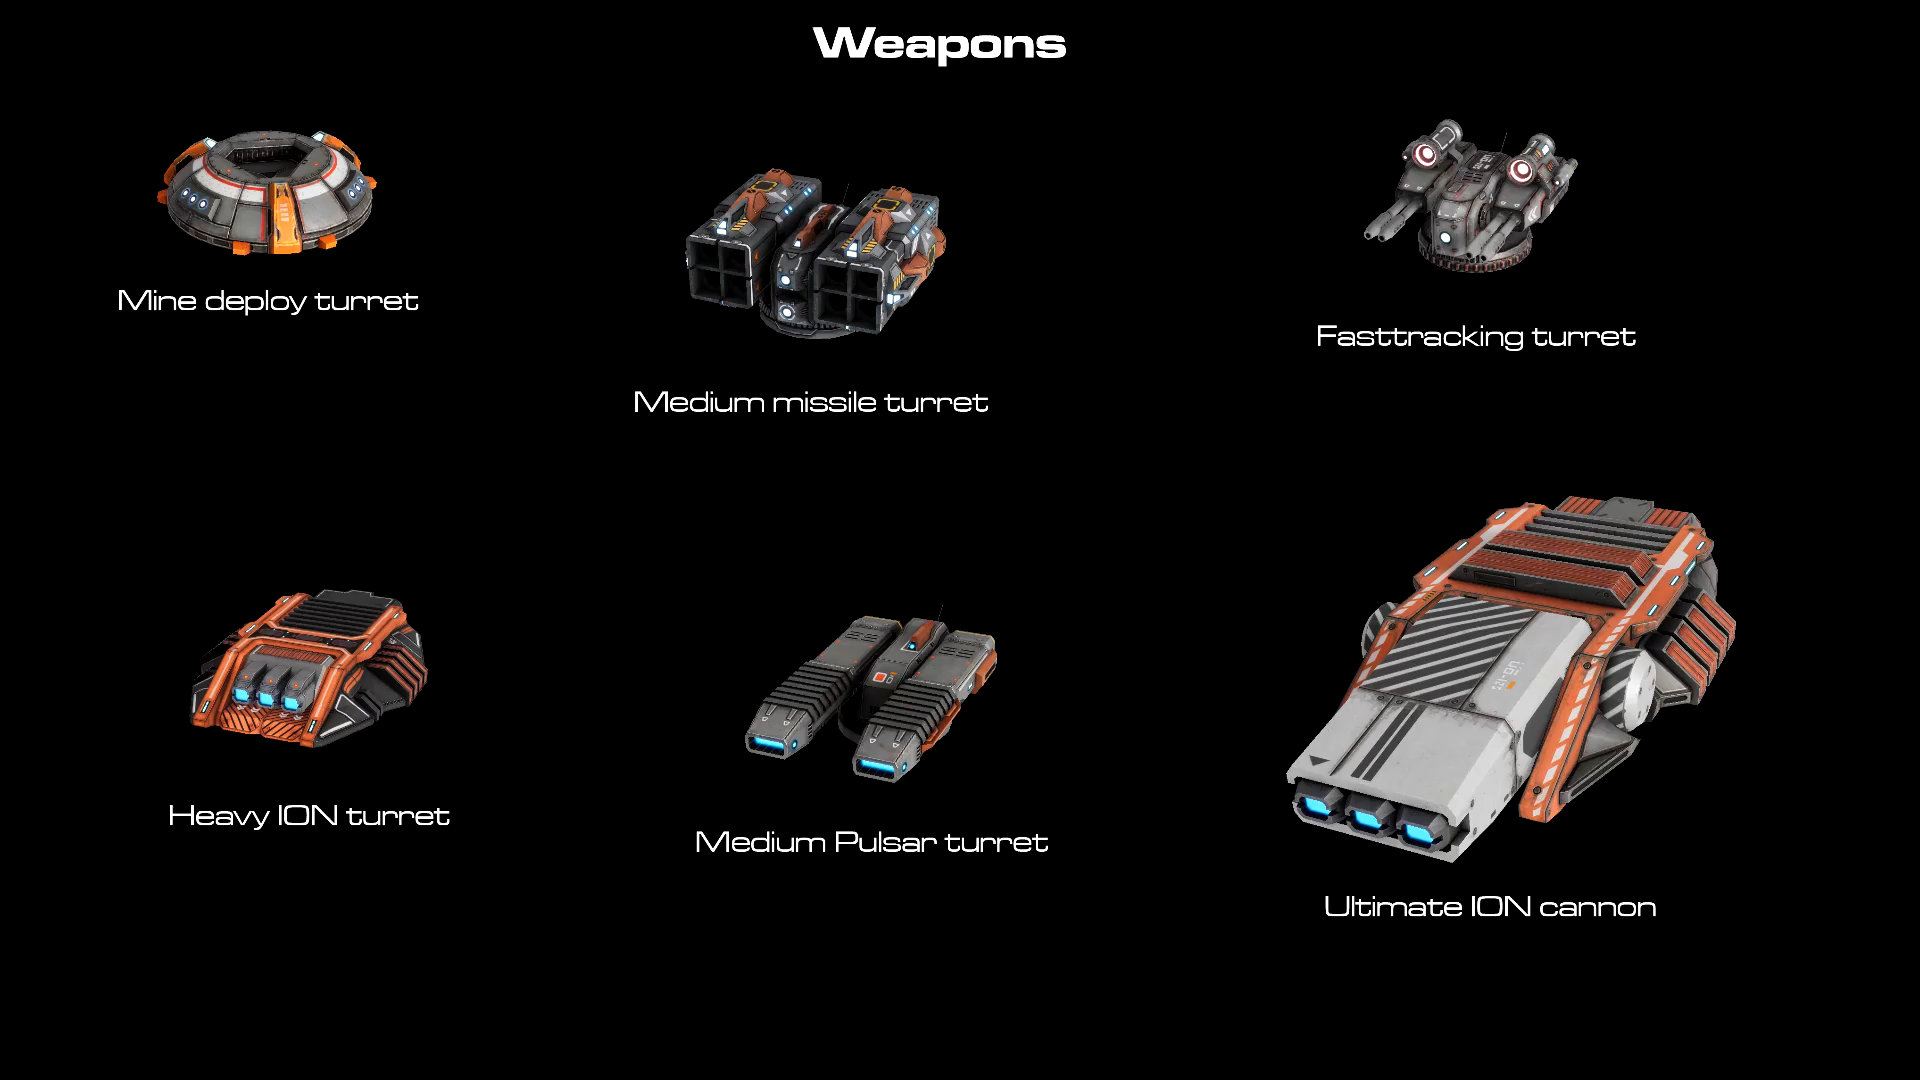 Weapons
Mine deploy turret
Medium missile turret
Fasttracking turret
Heavy ION turret
Medium Pulsar turret
Ultimate ION cannon